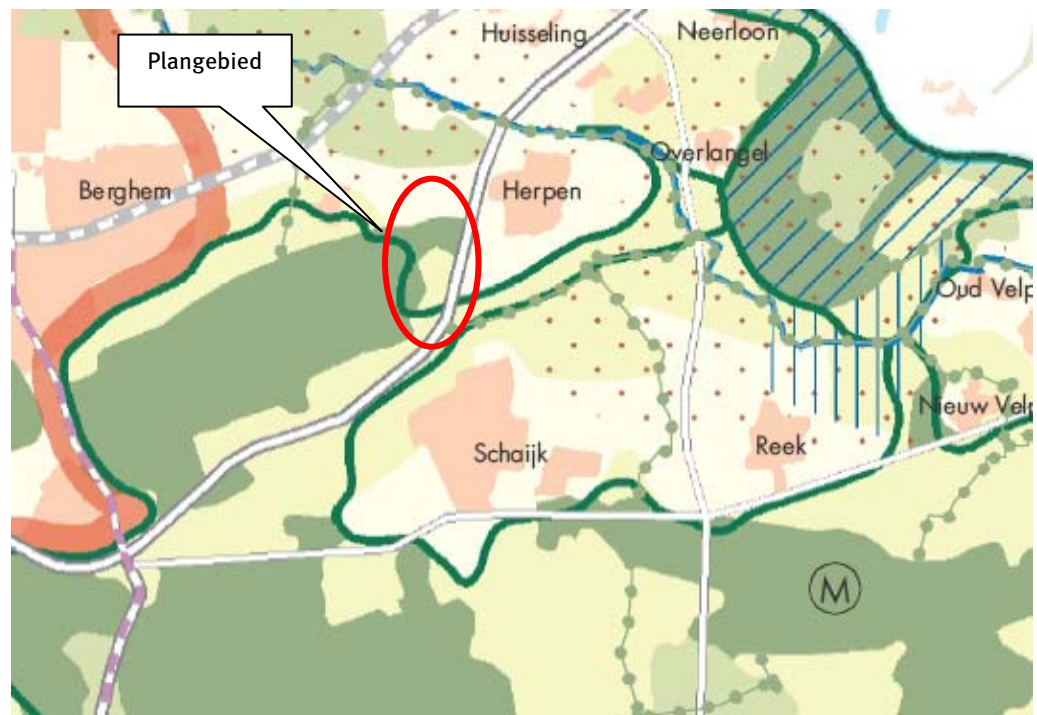 Huisseling
Neerloon
Plangebied
Overlangel
Berghem
Herpen
Oud Velp
Nieuw Velp
Schaijk
Reek
M